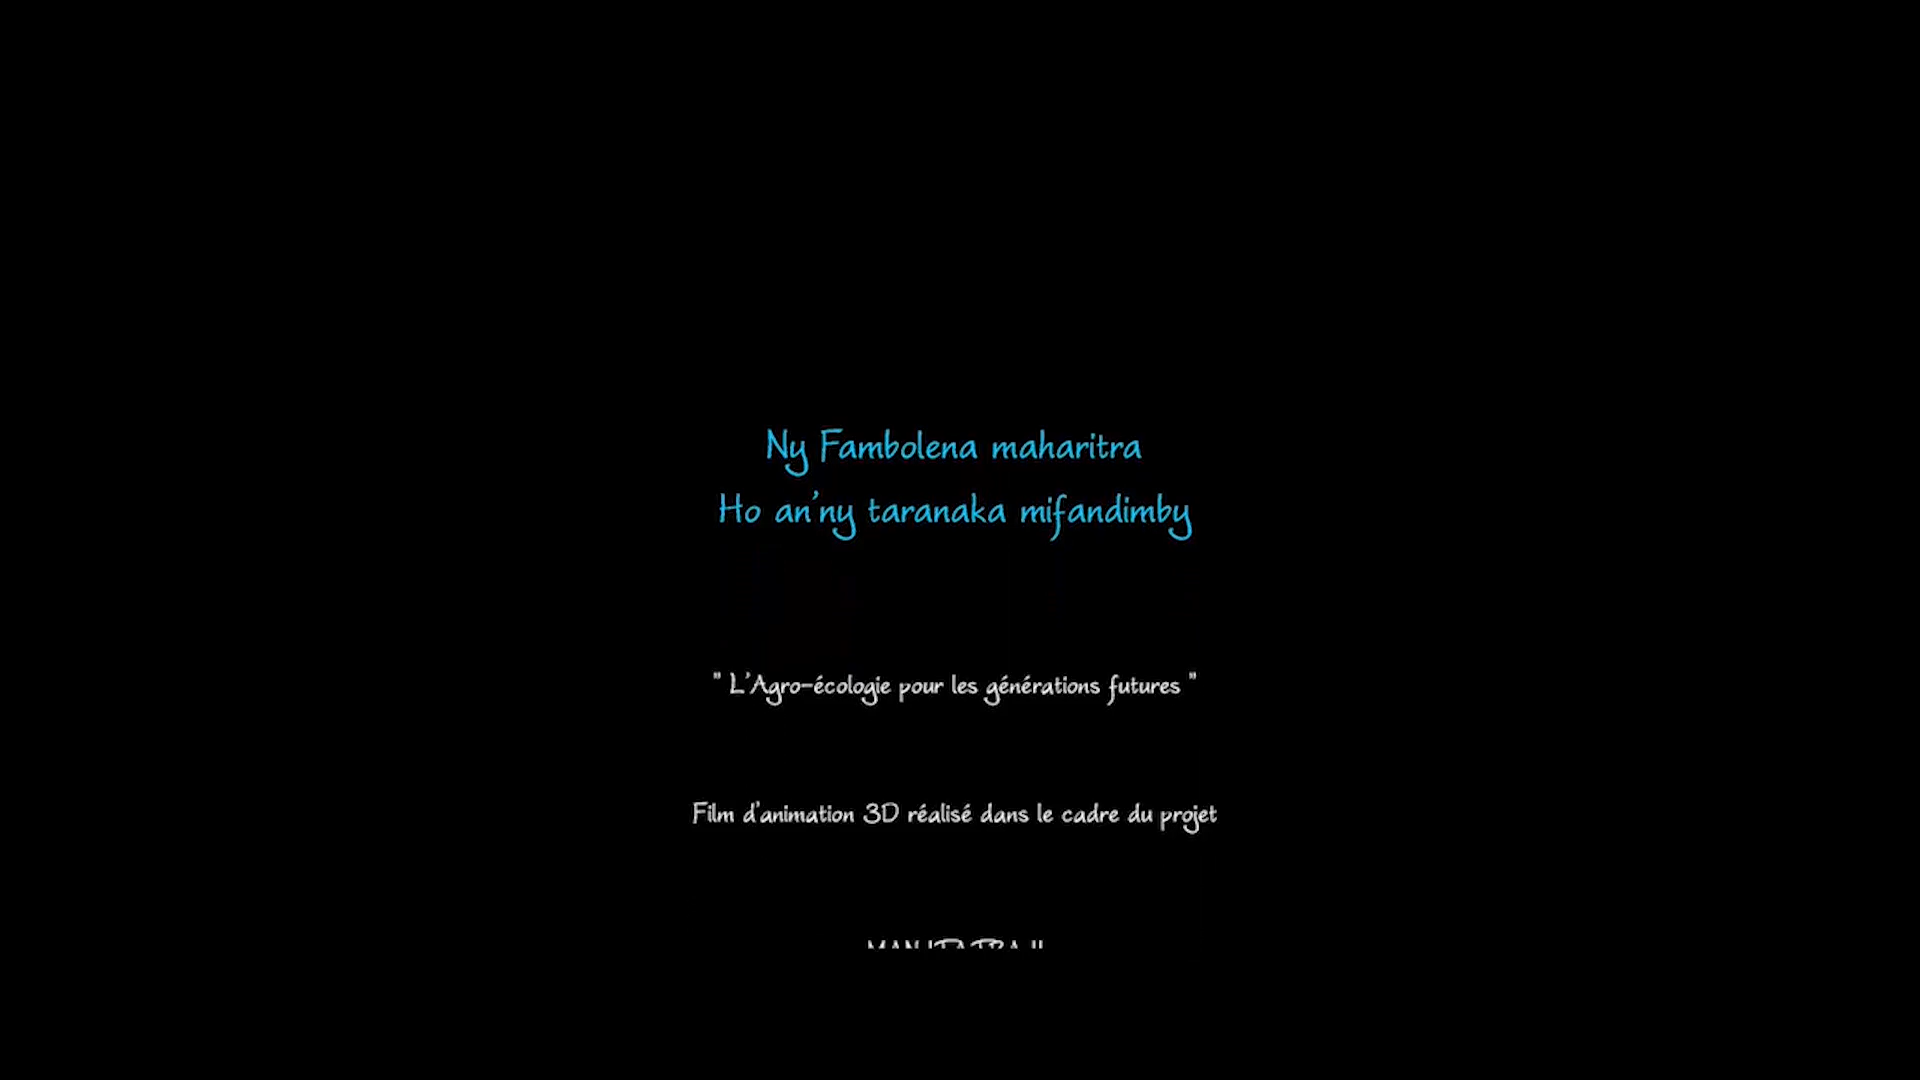 Ny Fambolena maharitra
Ho an'ny taranaka mifandimby
" L'Agro-écologie pour les générations futures "
Film d'animation 3D réalisé dans le cadre du projet